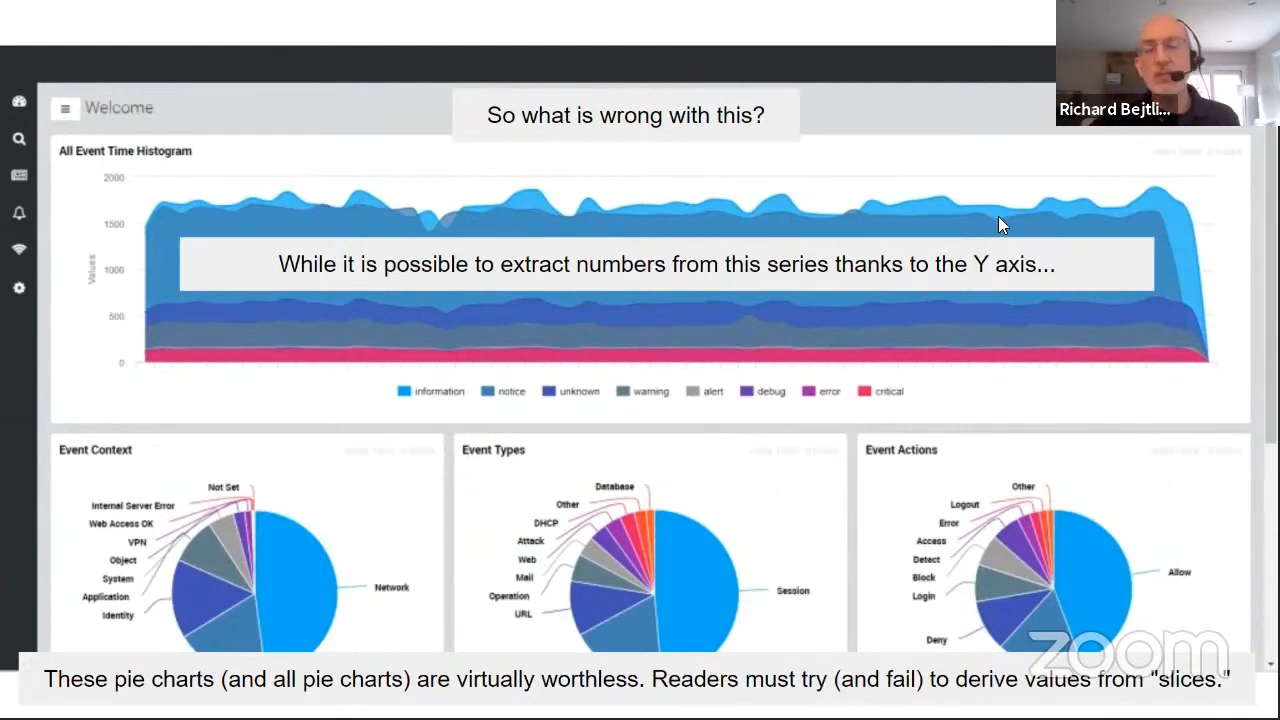 Richard Bejtli...
Welcome
So what is wrong with this?
All Event Time Histogram
2000
1500
1000
500
0
Values
While it is possible to extract numbers from this series thanks to the Y axis...
information notice unknown warning alert debug error critical
Event Context
Not Set
Internal Server Error
Web Access OK
VPN
Object
System
Application
Identity
Network
Event Types
Database
Other
DHCP
Attack
Web
Mail
Operation
URL
Session
Event Actions
Other
Logout
Error
Access
Detect
Block
Login
Deny
Allow
zoom
These pie charts (and all pie charts) are virtually worthless. Readers must try (and fail) to derive values from "slices."